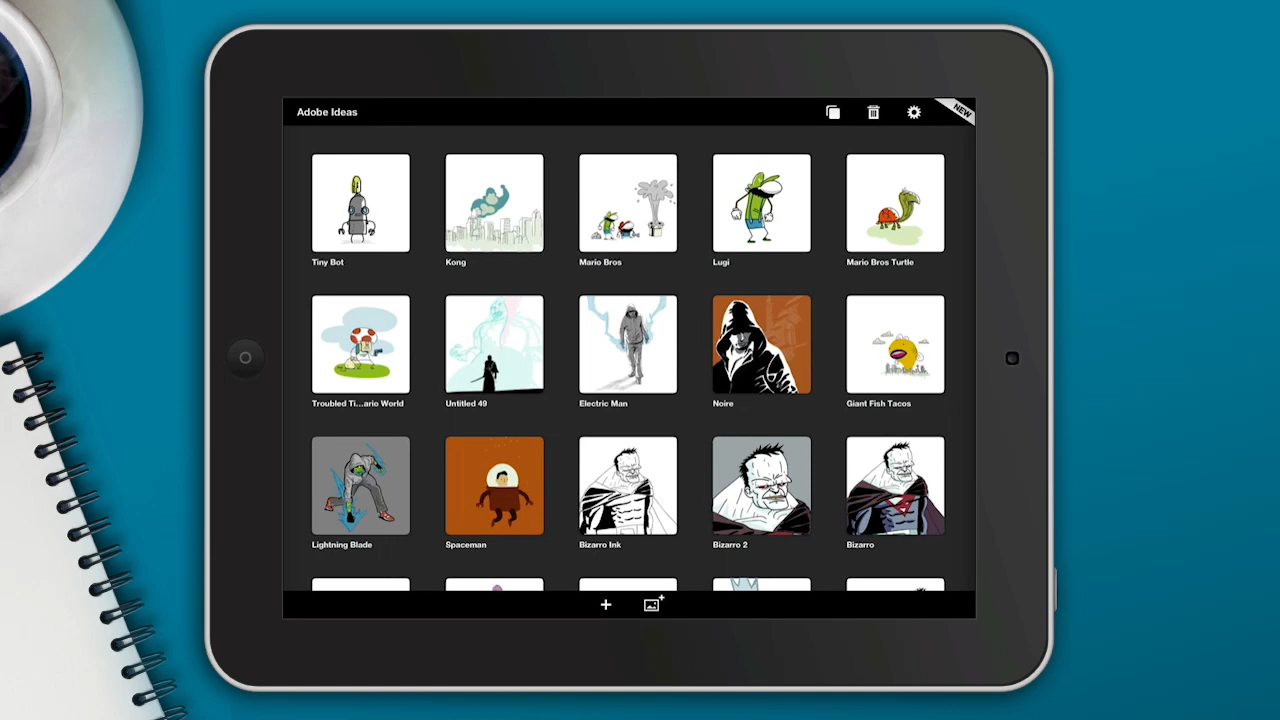 Adobe Ideas
NEW
Tiny Bot
Kong
Mario Bros
Lugi
Mario Bros Turtle
Troubled Ti...ario World
Untitled 49
Electric Man
Noire
Giant Fish Tacos
Lightning Blade
Spaceman
Bizarro Ink
Bizarro 2
Bizarro